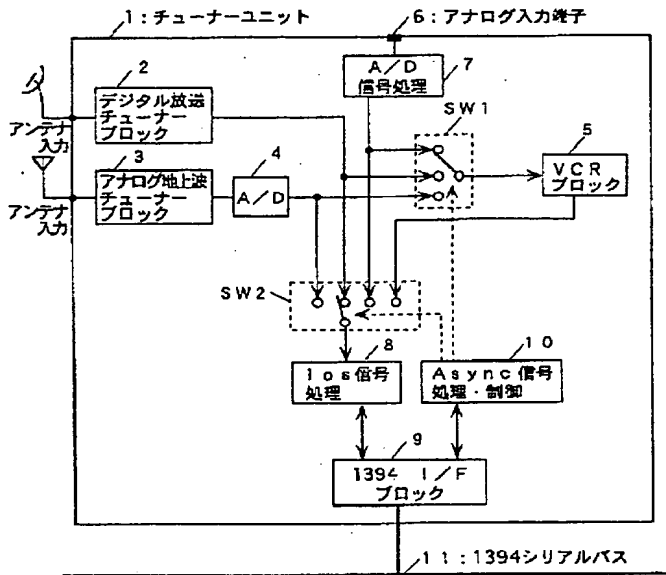 1:チューナーユニット
6:アナログ入力端子
A/D
信号処理
7
2
デジタル放送
チューナー
ブロック
アンテナ
入力
SW1
5
VCR
ブロック
3
アナログ地上波
チューナー
ブロック
4
A/D
アンテナ
入力
SW2
8
Ios信号
処理
10
Async信号
処理・制御
9
1394 I/F
ブロック
11:1394シリアルバス